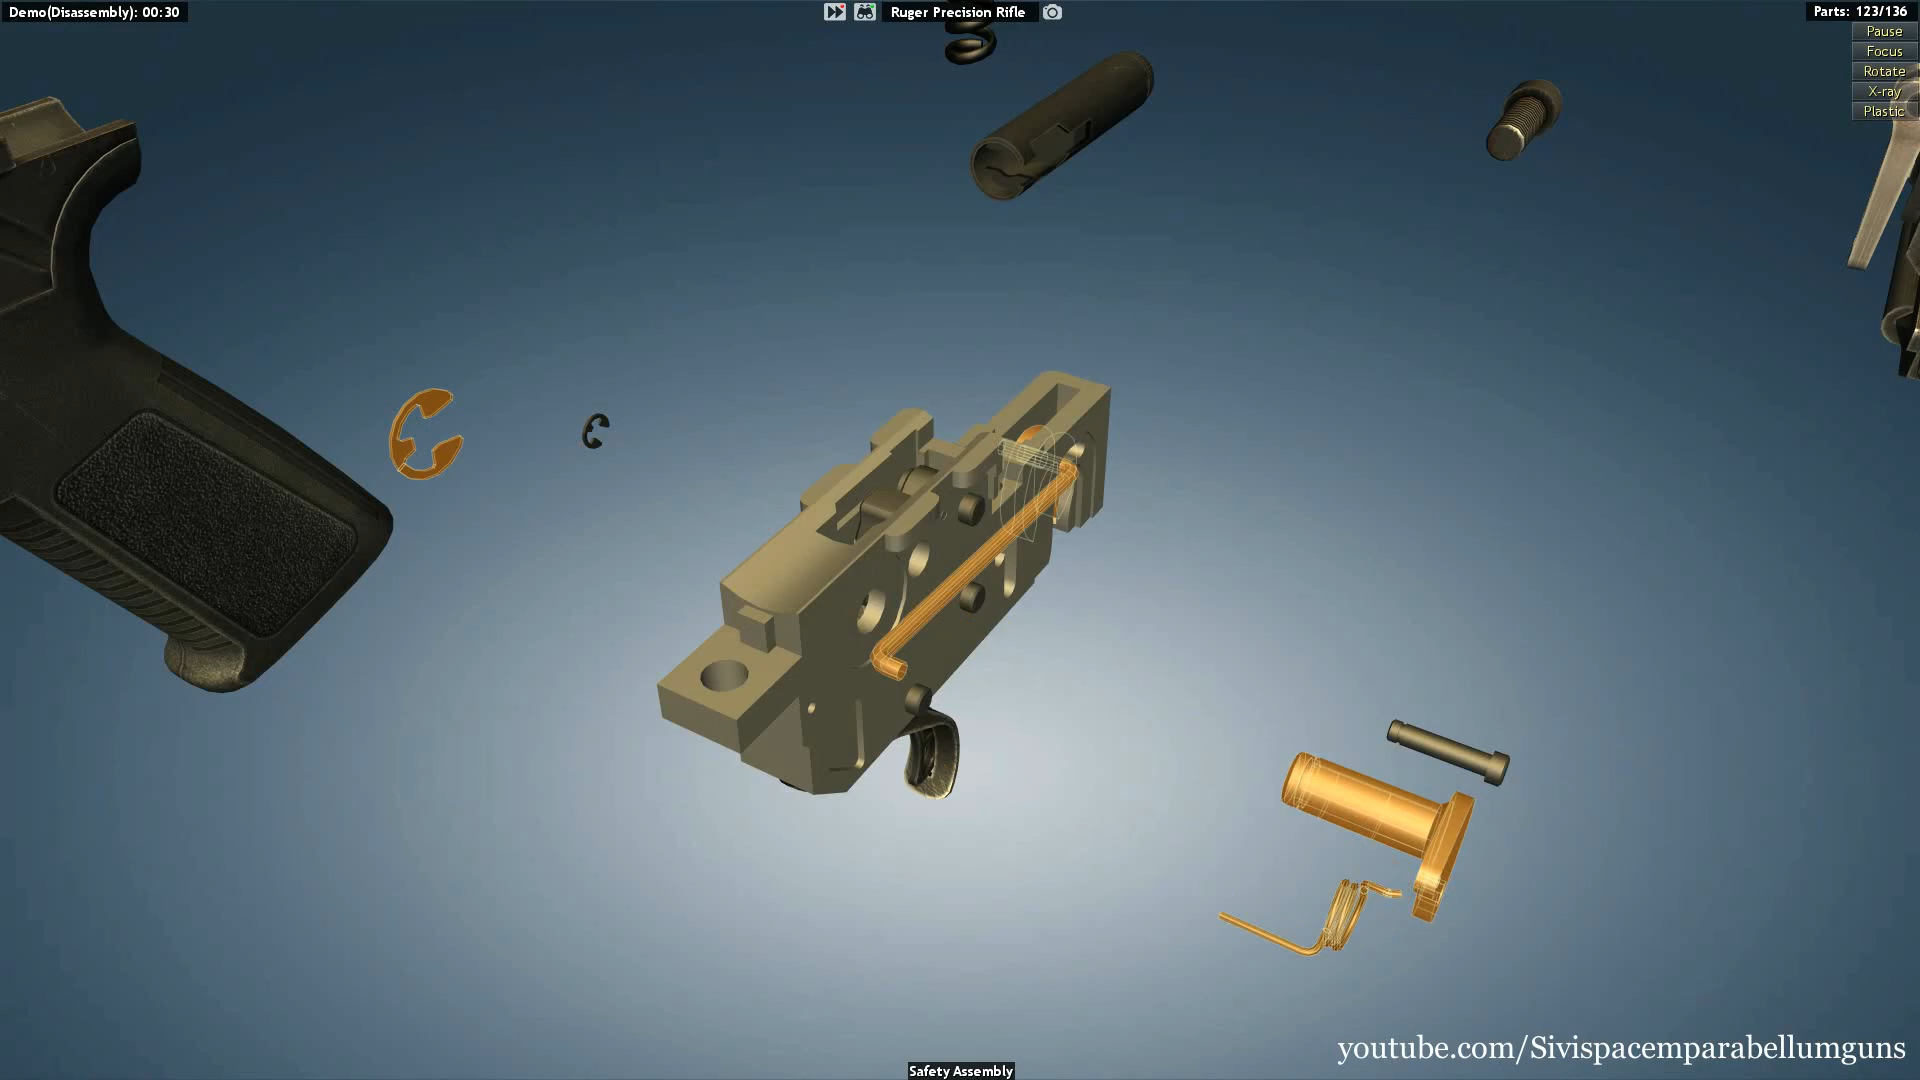 Demo(Disassembly): 00:30
Ruger Precision Rifle
Parts: 123/136
Pause
Focus
Rotate
X-ray
Plastic
youtube.com/Sivispacemparabellumguns
Safety Assembly